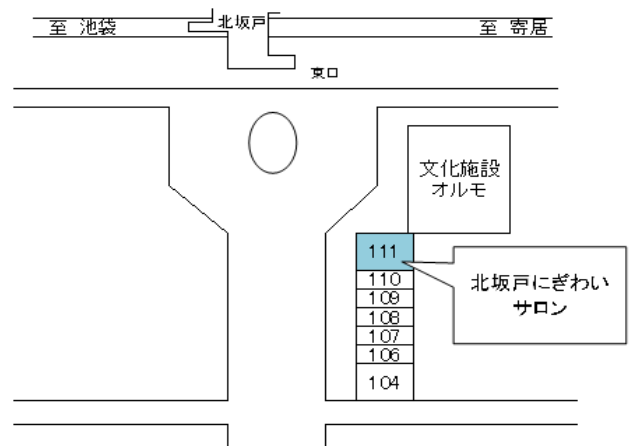 至 池袋
北坂戸
至 寄居
東口
文化施設
オルモ
111
110
109
108
107
106
104
北坂戸にぎわい
サロン